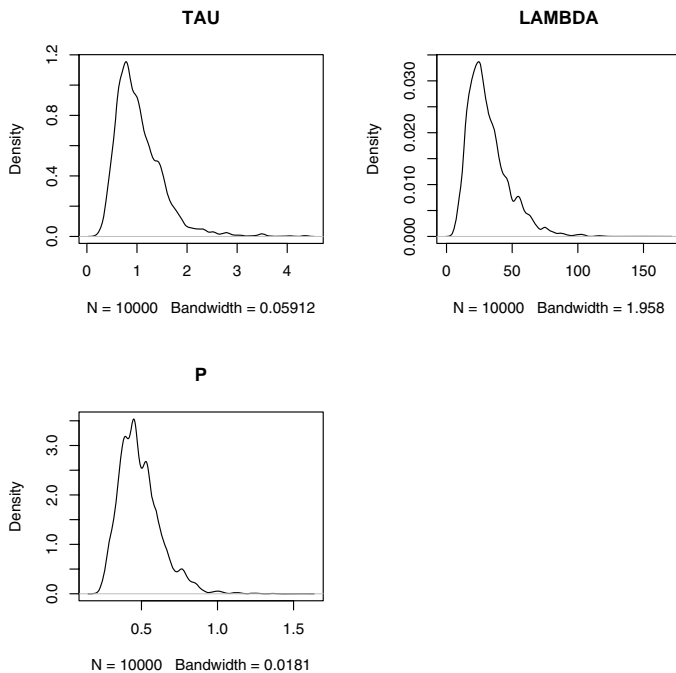 TAU
Density
0.0 0.4 0.8 1.2
0 1 2 3 4
N = 10000 Bandwidth = 0.05912
LAMBDA
Density
0.000 0.010 0.020 0.030
0 50 100 150
N = 10000 Bandwidth = 1.958
P
Density
0.0 1.0 2.0 3.0
0.5 1.0 1.5
N = 10000 Bandwidth = 0.0181